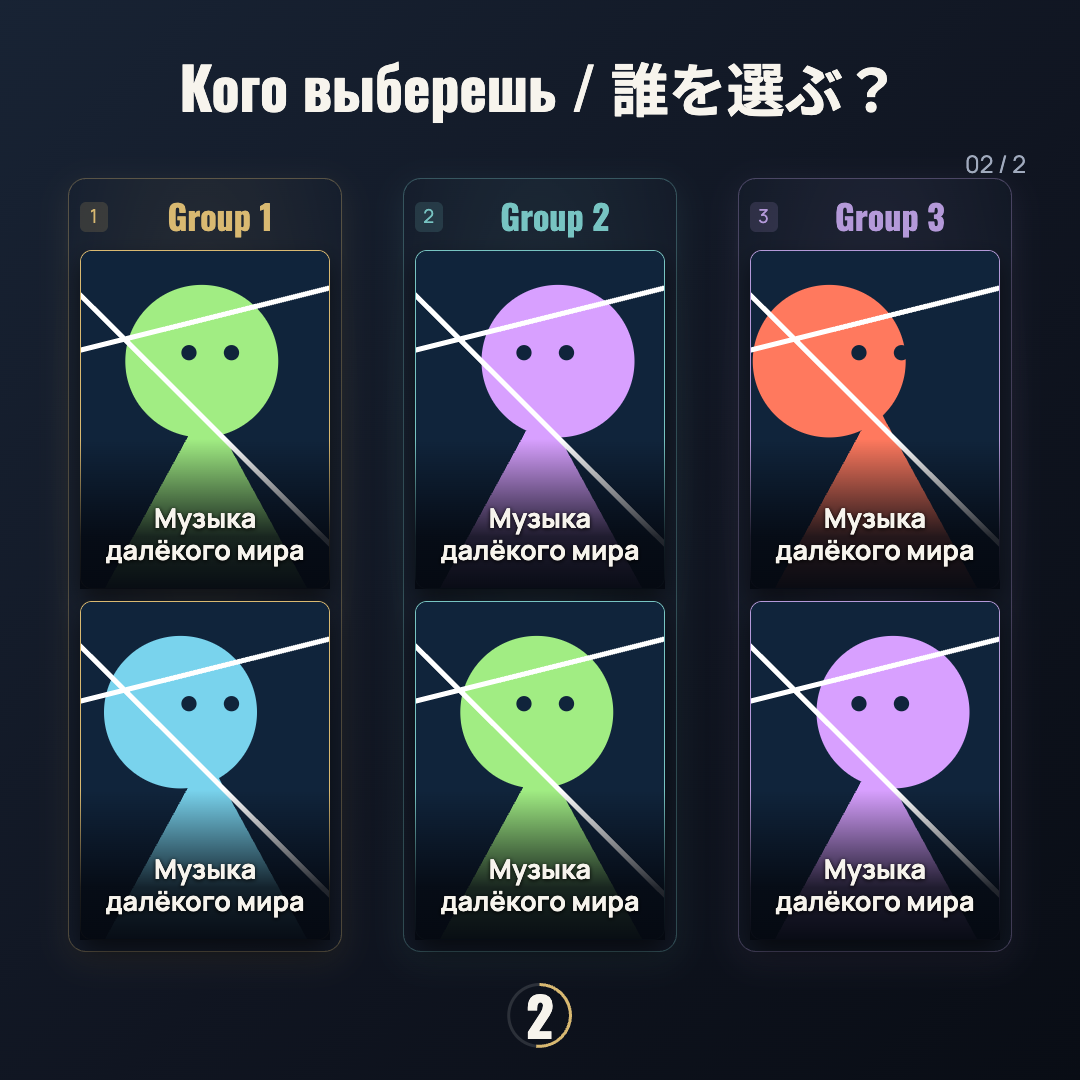 Кого выберешь / 誰を選ぶ？
02 / 2
1
Group 1
Музыка
далёкого мира
Музыка
далёкого мира
2
Group 2
Музыка
далёкого мира
Музыка
далёкого мира
3
Group 3
Музыка
далёкого мира
Музыка
далёкого мира
2